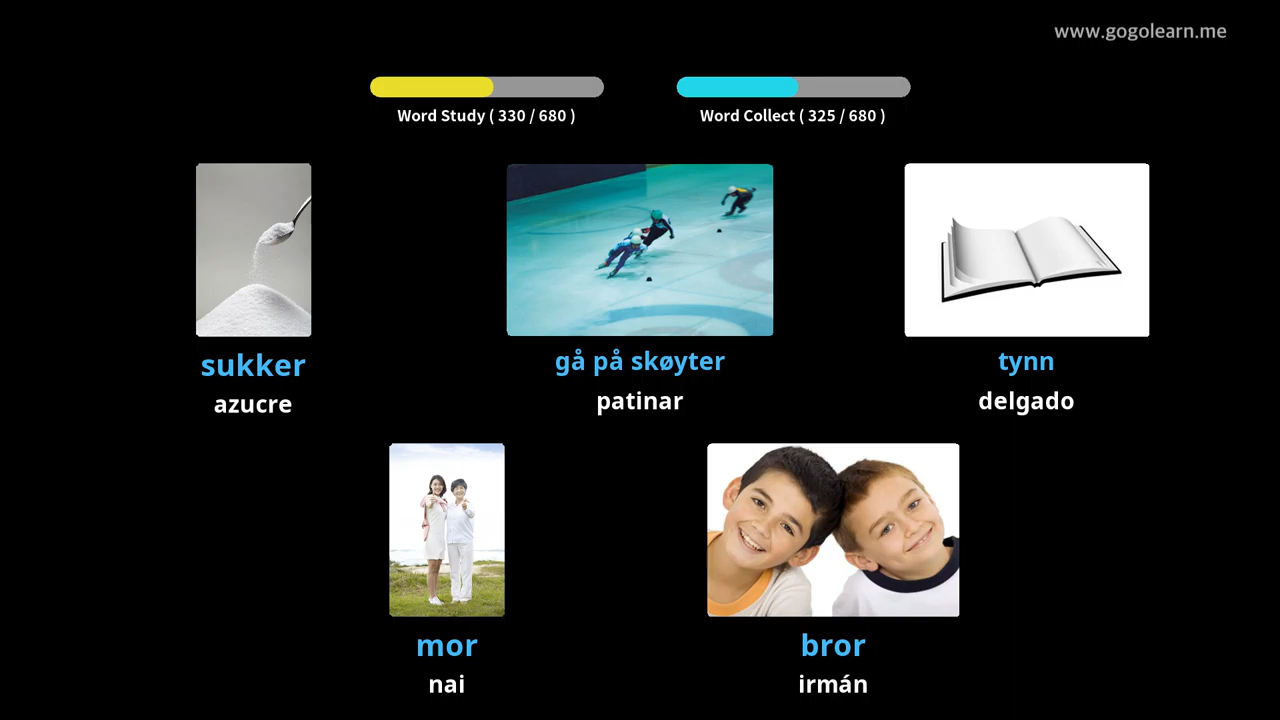 www.gogolearn.me
Word Study ( 330 / 680 )
Word Collect ( 325 / 680 )
sukker
azucre
gå på skøyter
patinar
tynn
delgado
mor
nai
bror
irmán